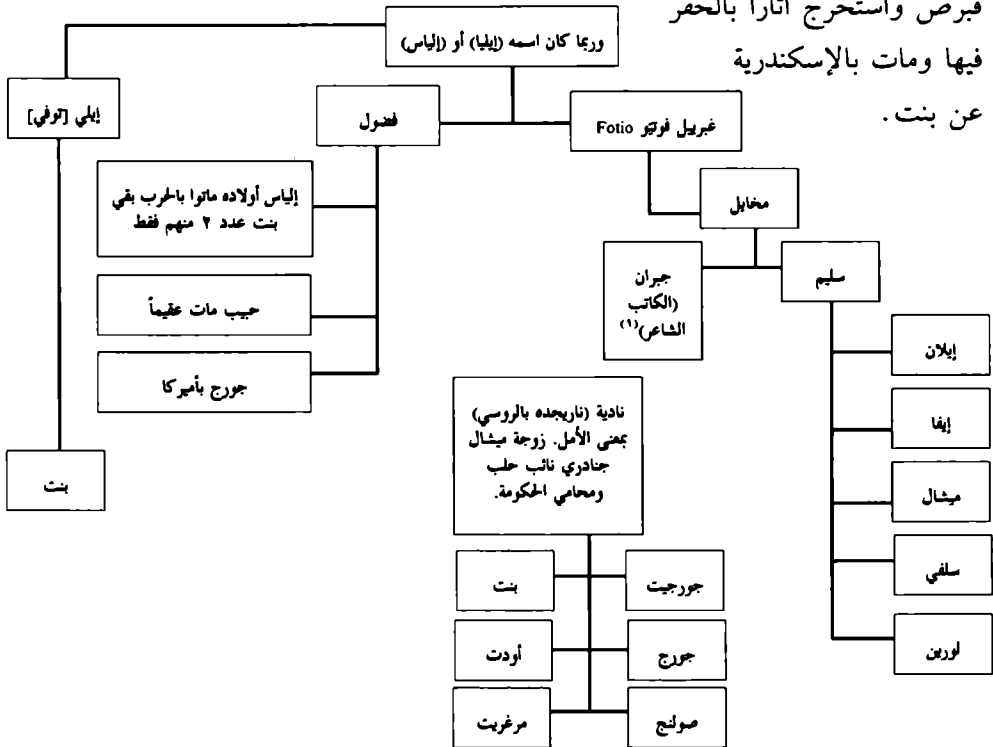 قبرص واستخرج آثاراً بالحفر
فيها ومات بالإسكندرية
عن بنت.
وربما كان اسمه (إيليا) أو (إلياس)
إيلي [توفي]
فضول
غبرييل فوتيو Fotio
إلياس أولاده ماتوا بالحرب بقي
بنت عدد ٢ منهم فقط
مخايل
جبران
(الكاتب
الشاعر)(١)
سليم
حبيب مات عقيماً
إيلان
جورج بأميركا
نادية (ناريجده بالروسي)
بمعنى الأمل. زوجة ميشال
جنادري نائب حلب
ومحامي الحكومة.
إيفا
بنت
ميشال
جورجيت
بنت
سلفي
جورج
أودت
لورين
صولنج
مرغريت